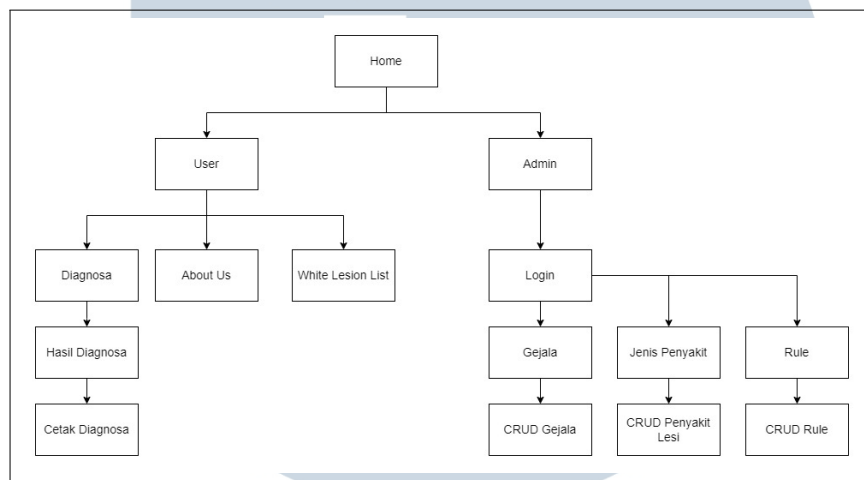 Home
User
Admin
Diagnosa
About Us
White Lesion List
Login
Hasil Diagnosa
Gejala
Jenis Penyakit
Rule
Cetak Diagnosa
CRUD Gejala
CRUD Penyakit
Lesi
CRUD Rule